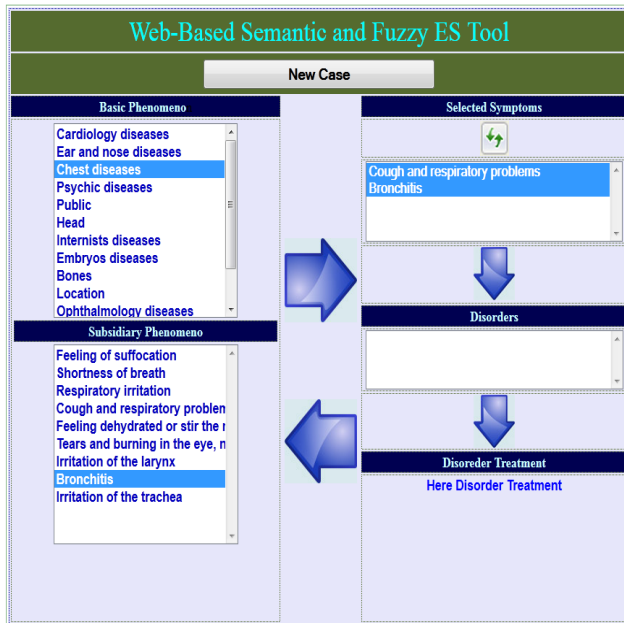 Web-Based Semantic and Fuzzy ES Tool
New Case
Basic Phenomeno
Cardiology diseases
Ear and nose diseases
Chest diseases
Psychic diseases
Public
Head
Internists diseases
Embryos diseases
Bones
Location
Ophthalmology diseases
Subsidiary Phenomeno
Feeling of suffocation
Shortness of breath
Respiratory irritation
Cough and respiratory problen
Feeling dehydrated or stir the r
Tears and burning in the eye, n
Irritation of the larynx
Bronchitis
Irritation of the trachea
Selected Symptoms
Cough and respiratory problems
Bronchitis
Disorders
Disoreder Treatment
Here Disorder Treatment